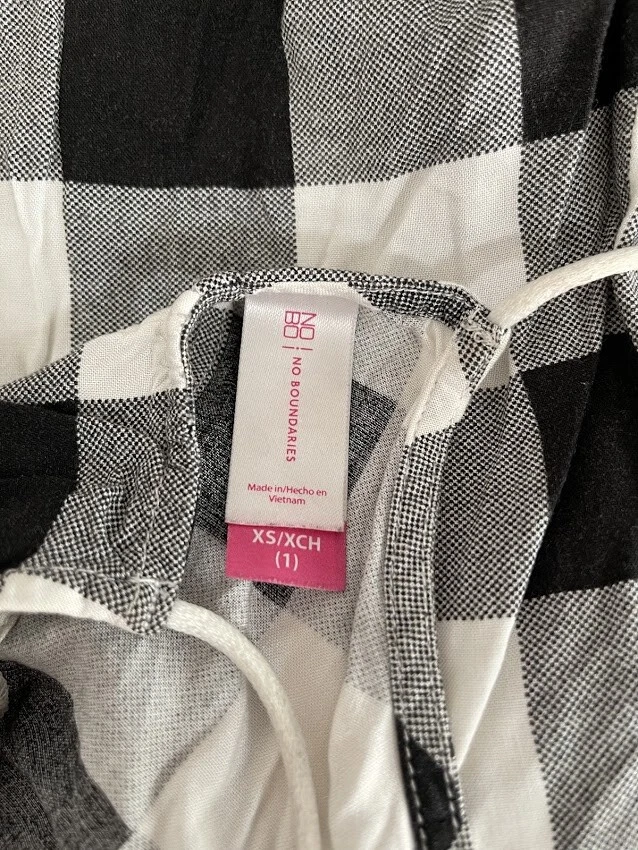 NO
BO
NO BOUNDARIES
Made in/Hecho en
Vietnam
XS/XCH
(1)